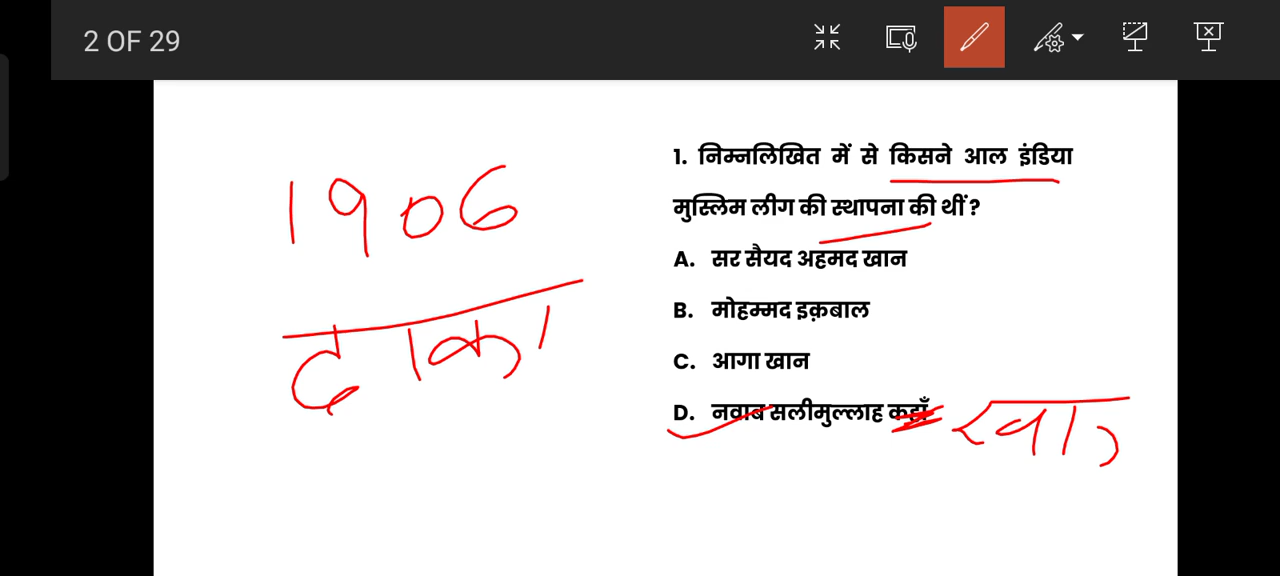 2 OF 29
1906
ढाका
1. निम्नलिखित में से किसने आल इंडिया
मुस्लिम लीग की स्थापना की थीं?
A. सर सैयद अहमद खान
B. मोहम्मद इक़बाल
C. आगा खान
D. नवाब सलीमुल्लाह कहाँ